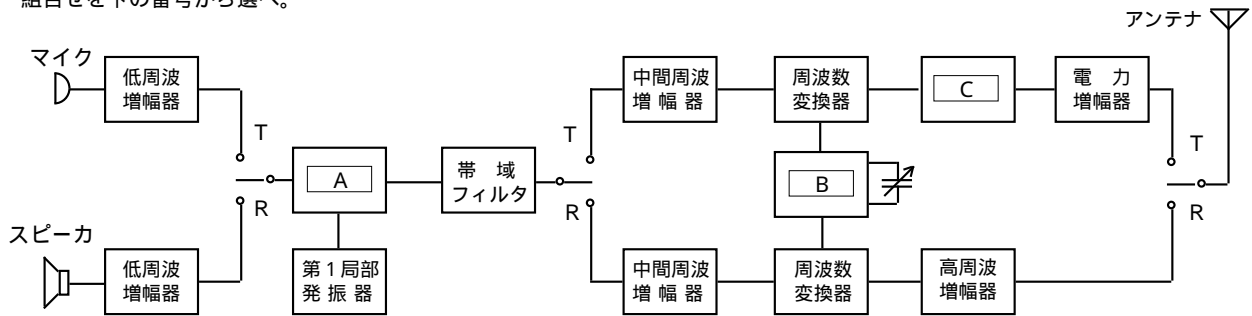 組合せを下の番号から選べ。
アンテナ
マイク
低周波
増幅器
中間周波
増 幅 器
周波数
変換器
C
電 力
増幅器
T
T
T
A
帯 域
フィルタ
B
R
R
R
スピーカ
低周波
増幅器
第1局部
発 振 器
中間周波
増 幅 器
周波数
変換器
高周波
増幅器